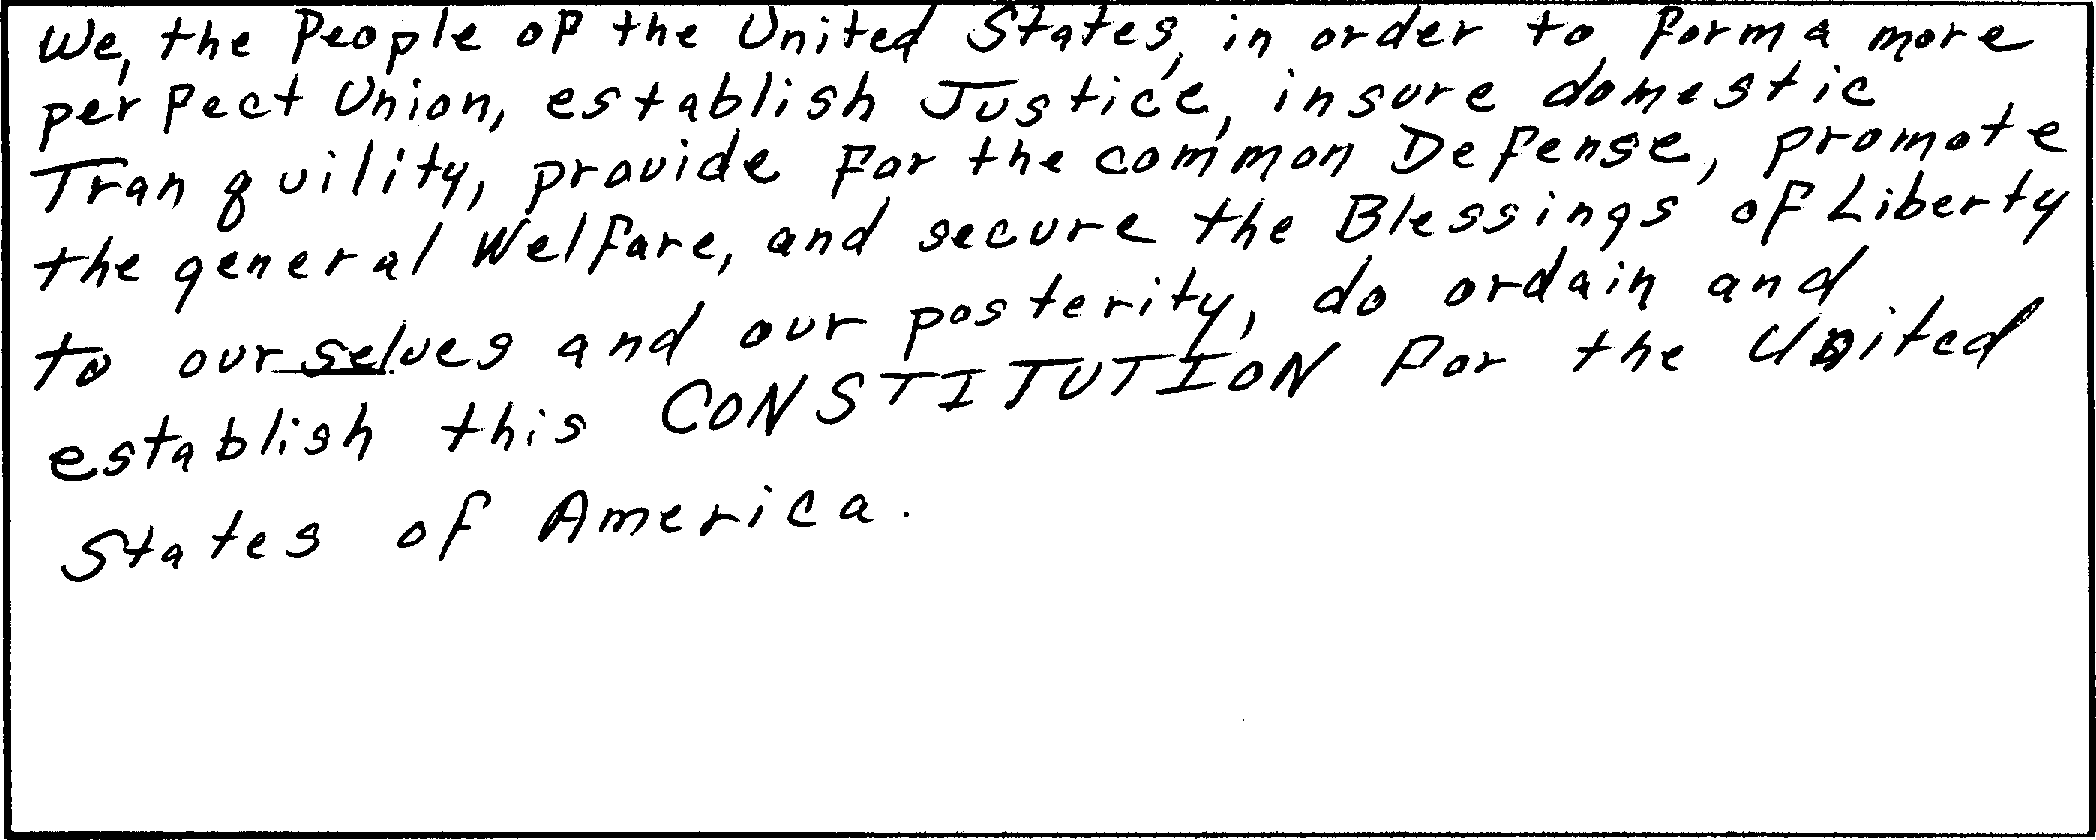 We, the People of the United States, in order to form a more
perfect Union, establish Justice, insure domestic
Tranquility, provide for the common Defense, promote
the general Welfare, and secure the Blessings of Liberty
to ourselves and our posterity, do ordain and
establish this CONSTITUTION for the United
States of America.